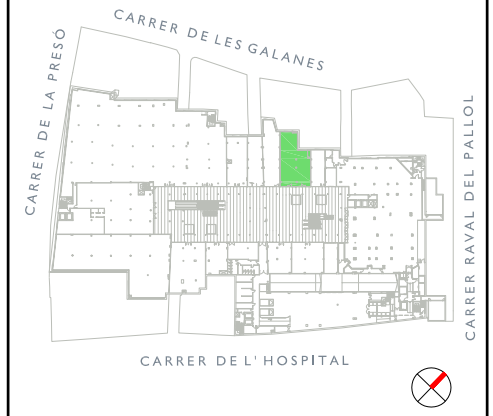 CARRER DE LES GALANES
CARRER DE LA PRESÓ
CARRER RAVAL DEL PALLOL
CARRER DE L' HOSPITAL